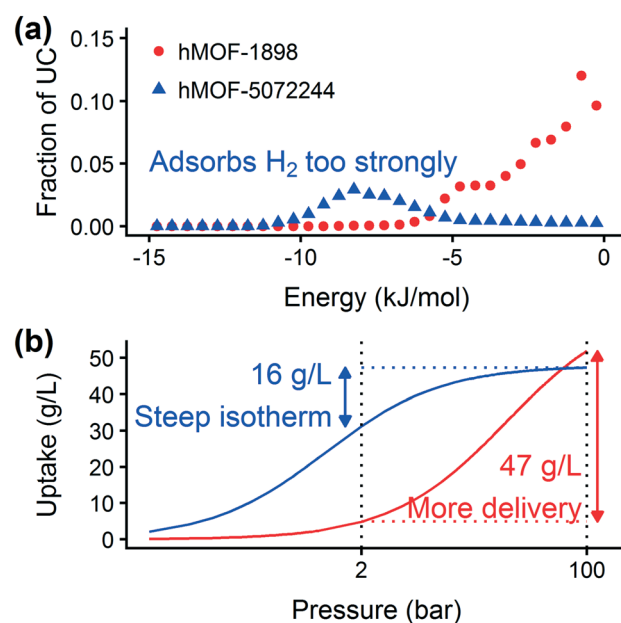 (a)
0.15
0.10
0.05
0.00
Fraction of UC
hMOF-1898
hMOF-5072244
Adsorbs H₂ too strongly
-15
-10
-5
0
Energy (kJ/mol)
(b)
50
40
30
20
10
0
Uptake (g/L)
16 g/L
Steep isotherm
47 g/L
More delivery
2
100
Pressure (bar)